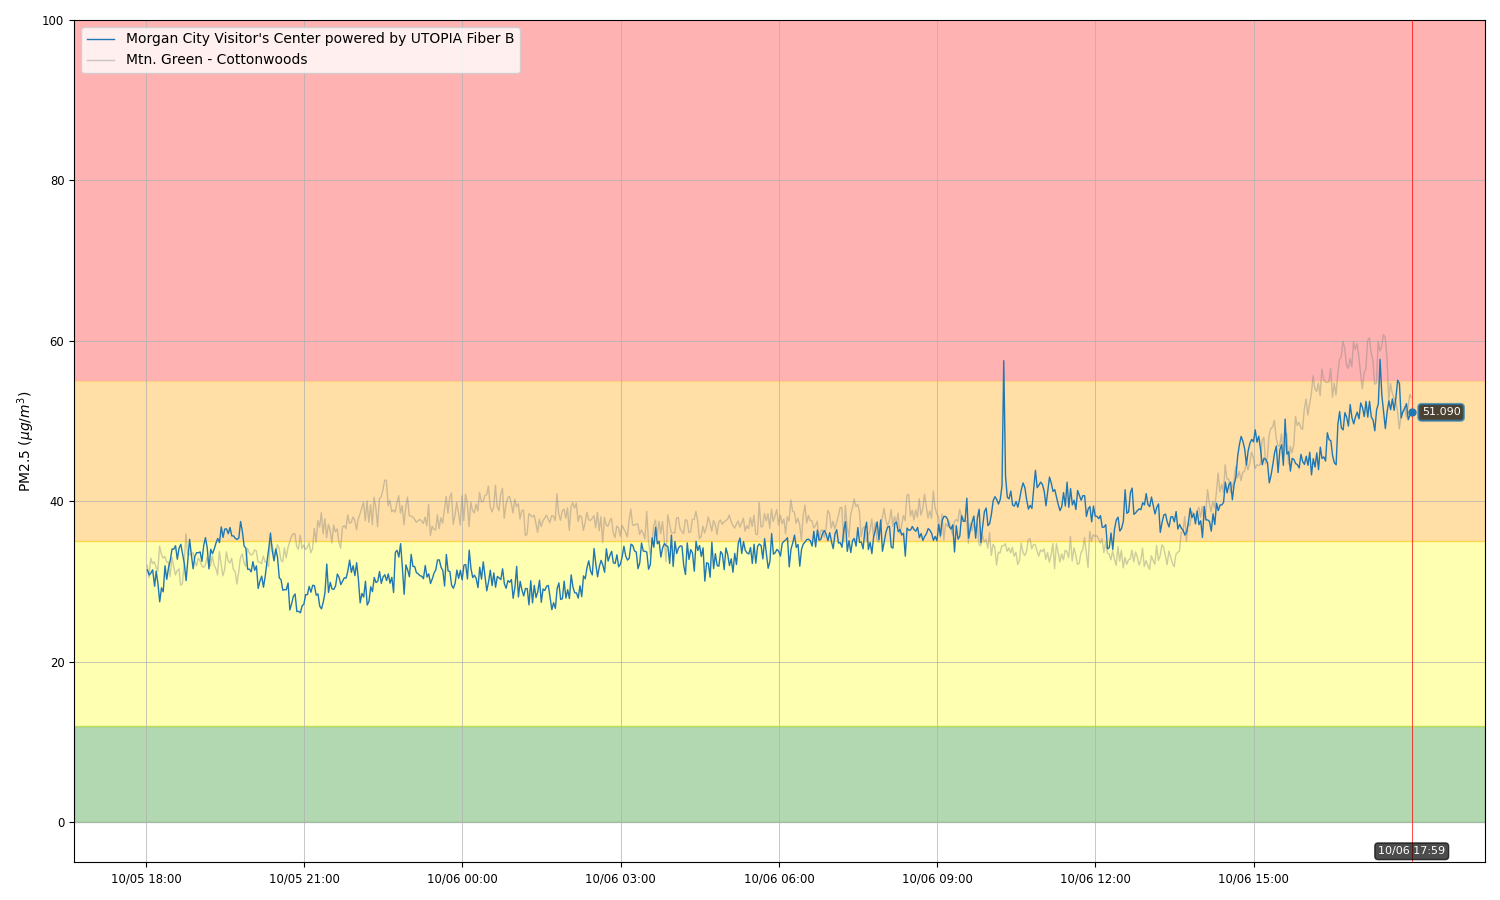 100
Morgan City Visitor's Center powered by UTOPIA Fiber B
Mtn. Green - Cottonwoods
80
60
PM2.5 (μg/m³)
51.090
40
20
0
10/06 17:59
10/05 18:00 10/05 21:00 10/06 00:00 10/06 03:00 10/06 06:00 10/06 09:00 10/06 12:00 10/06 15:00